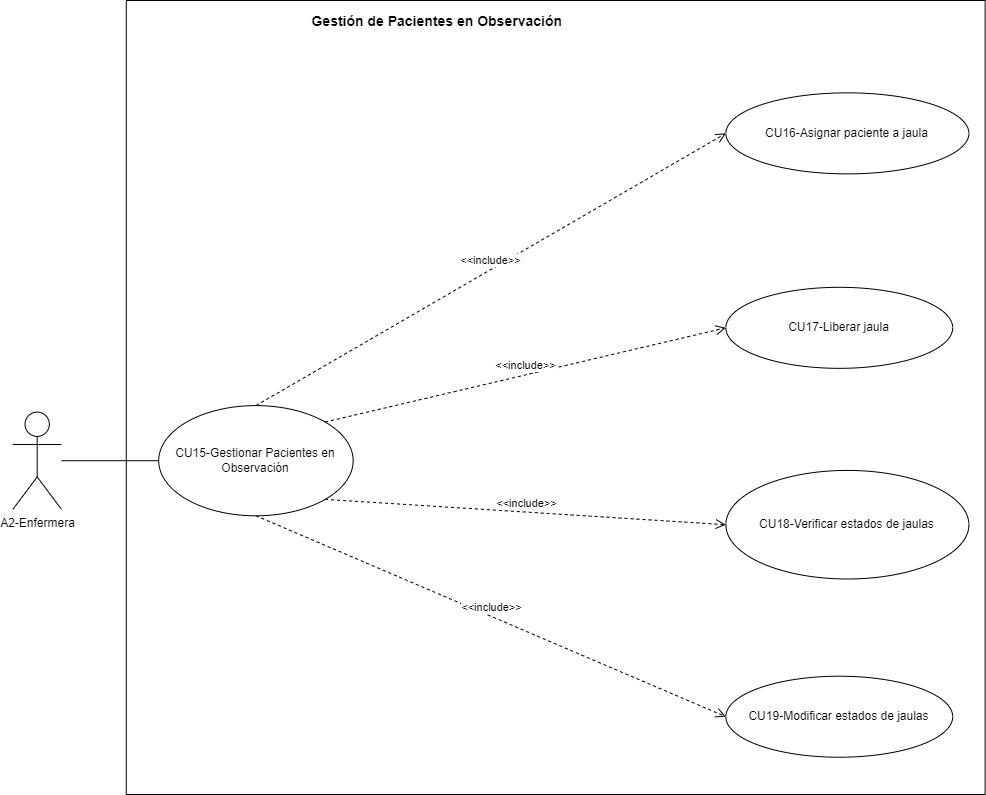 Gestión de Pacientes en Observación
CU16-Asignar paciente a jaula
<<include>>
CU17-Liberar jaula
<<include>>
CU15-Gestionar Pacientes en
Observación
<<include>>
CU18-Verificar estados de jaulas
A2-Enfermera
<<include>>
CU19-Modificar estados de jaulas